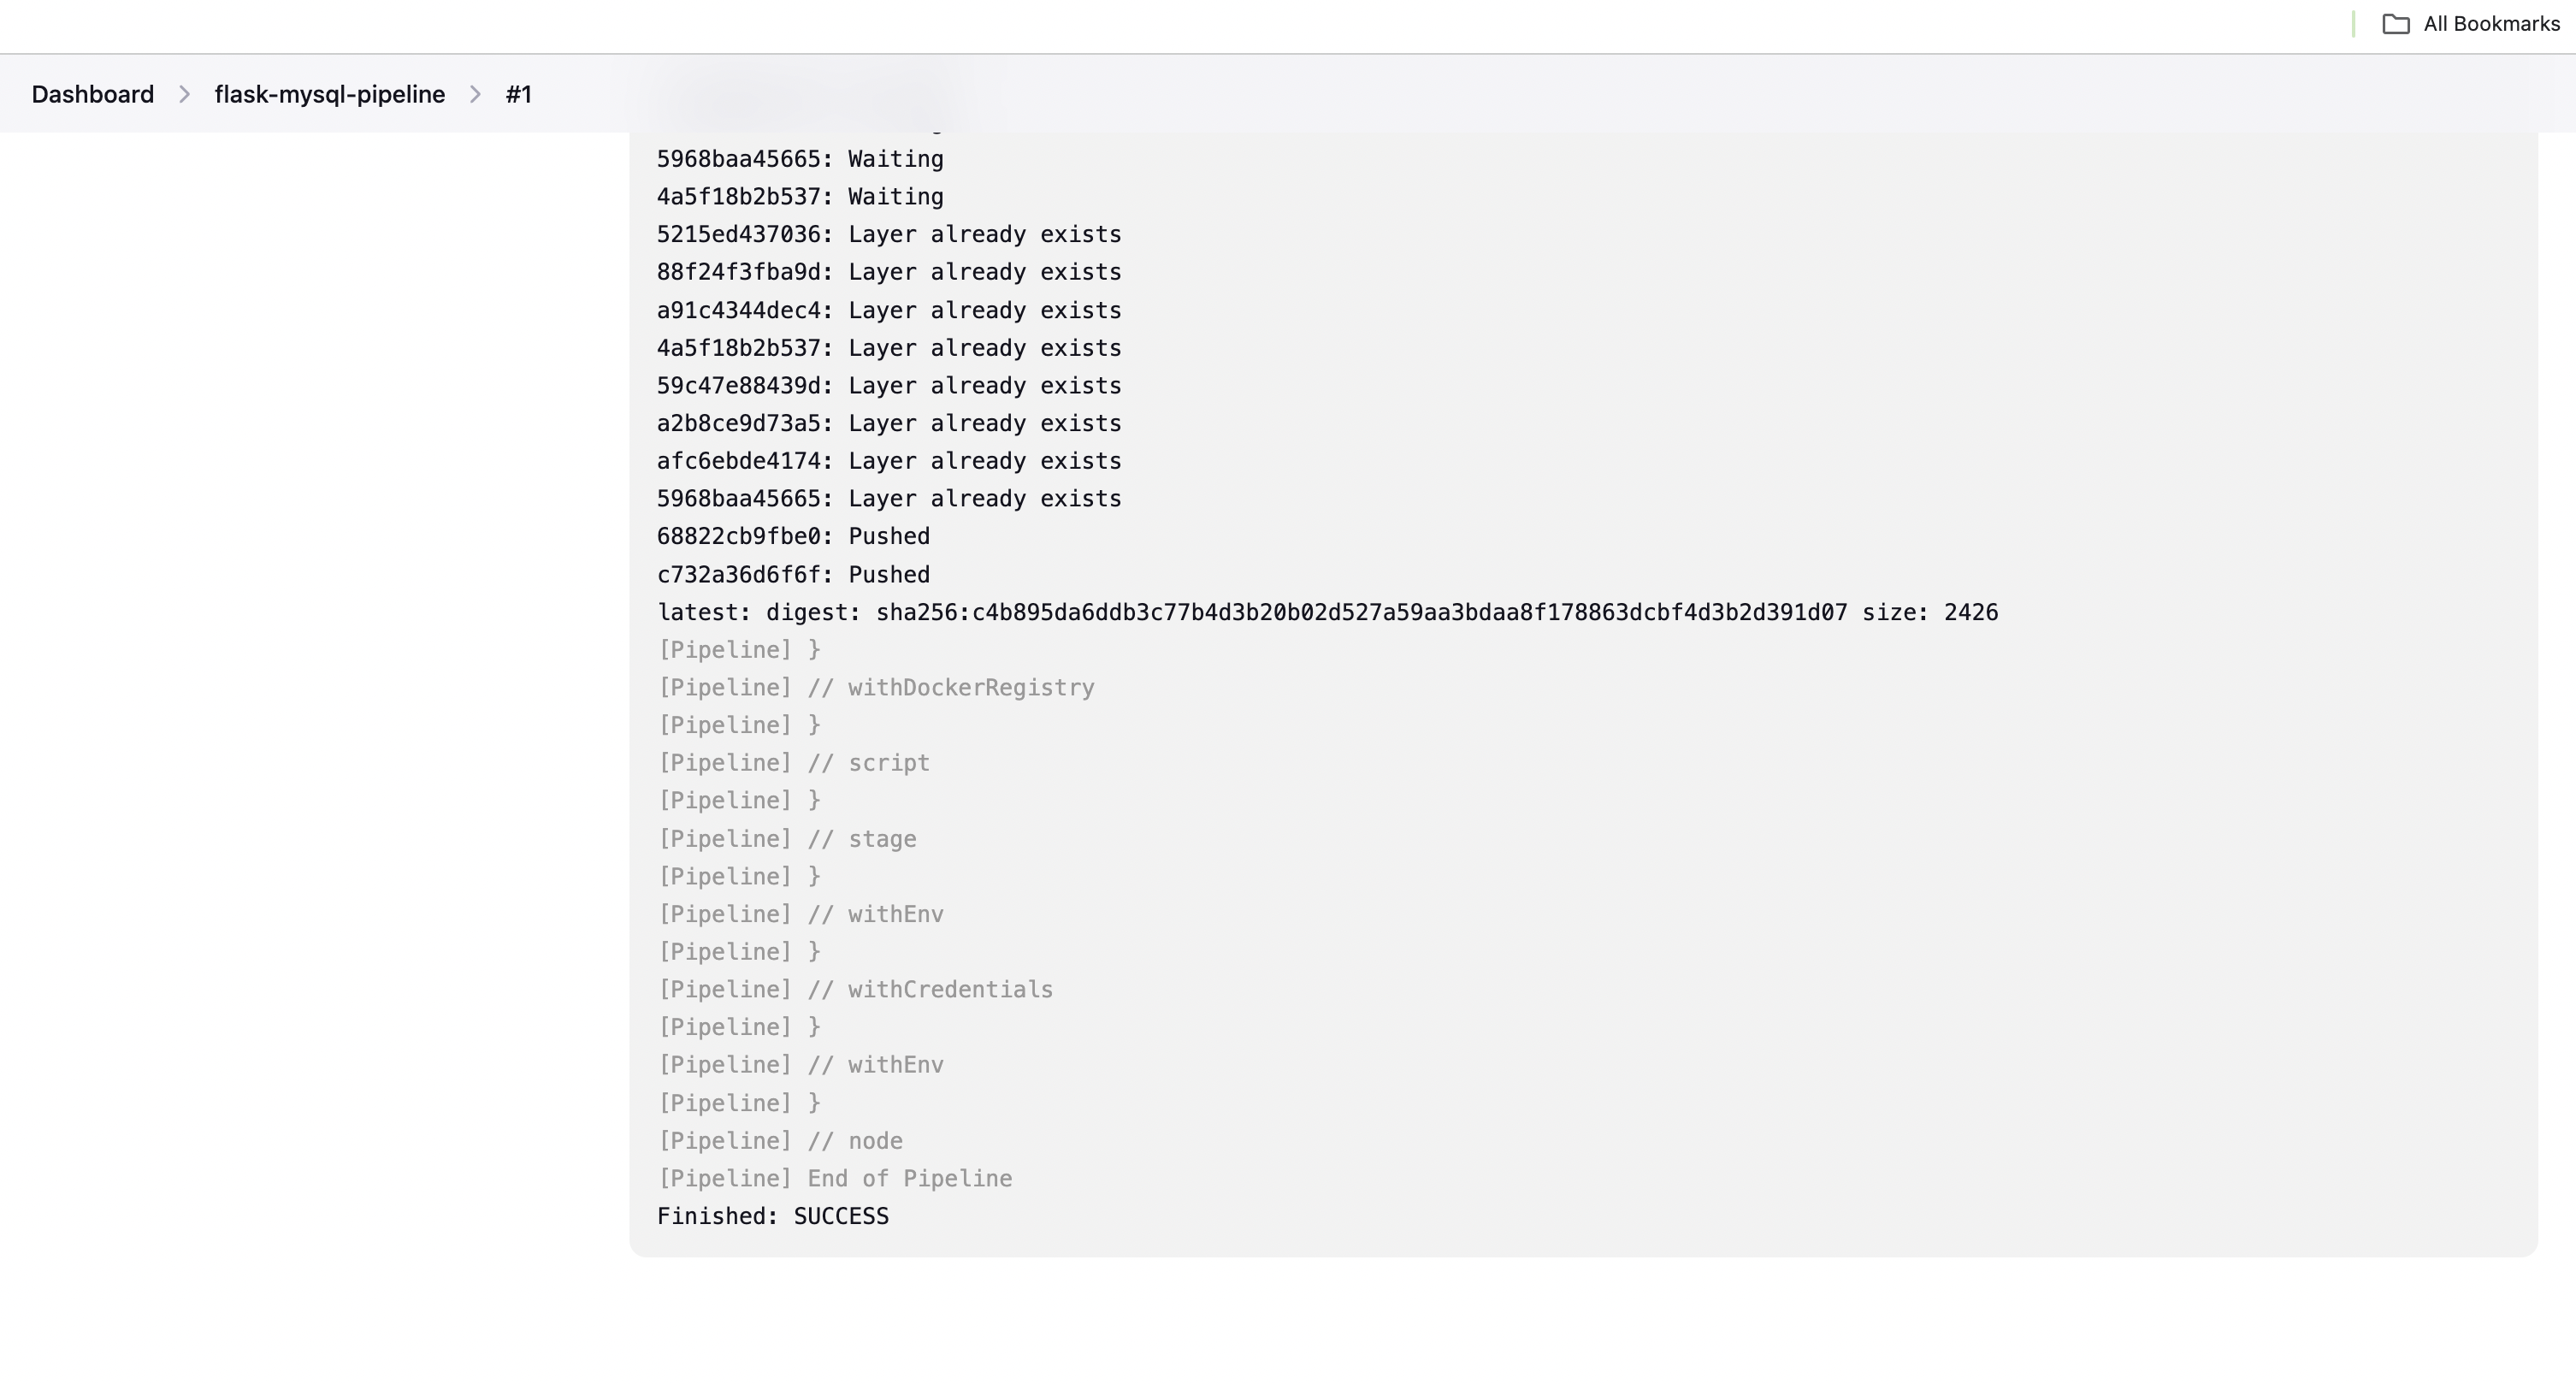 All Bookmarks
Dashboard > flask-mysql-pipeline > #1
5968baa45665: Waiting
4a5f18b2b537: Waiting
5215ed437036: Layer already exists
88f24f3fba9d: Layer already exists
a91c4344dec4: Layer already exists
4a5f18b2b537: Layer already exists
59c47e88439d: Layer already exists
a2b8ce9d73a5: Layer already exists
afc6ebde4174: Layer already exists
5968baa45665: Layer already exists
68822cb9fbe0: Pushed
c732a36d6f6f: Pushed
latest: digest: sha256:c4b895da6ddb3c77b4d3b20b02d527a59aa3bdaa8f178863dcbf4d3b2d391d07 size: 2426
[Pipeline] }
[Pipeline] // withDockerRegistry
[Pipeline] }
[Pipeline] // script
[Pipeline] }
[Pipeline] // stage
[Pipeline] }
[Pipeline] // withEnv
[Pipeline] }
[Pipeline] // withCredentials
[Pipeline] }
[Pipeline] // withEnv
[Pipeline] }
[Pipeline] // node
[Pipeline] End of Pipeline
Finished: SUCCESS